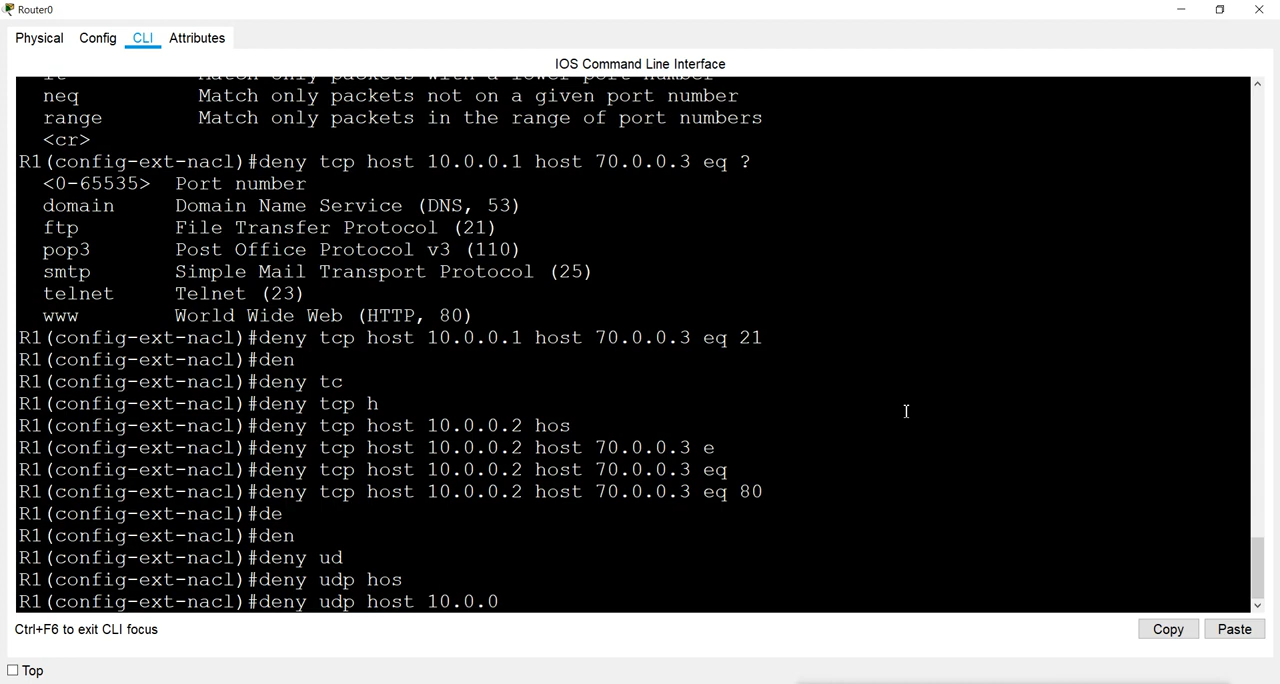 Router0
Physical Config CLI Attributes
IOS Command Line Interface
lt Match only packets with a lower port number
neq Match only packets not on a given port number
range Match only packets in the range of port numbers
<cr>
R1(config-ext-nacl)#deny tcp host 10.0.0.1 host 70.0.0.3 eq ?
<0-65535> Port number
domain Domain Name Service (DNS, 53)
ftp File Transfer Protocol (21)
pop3 Post Office Protocol v3 (110)
smtp Simple Mail Transport Protocol (25)
telnet Telnet (23)
www World Wide Web (HTTP, 80)
R1(config-ext-nacl)#deny tcp host 10.0.0.1 host 70.0.0.3 eq 21
R1(config-ext-nacl)#den
R1(config-ext-nacl)#deny tc
R1(config-ext-nacl)#deny tcp h
R1(config-ext-nacl)#deny tcp host 10.0.0.2 hos
R1(config-ext-nacl)#deny tcp host 10.0.0.2 host 70.0.0.3 e
R1(config-ext-nacl)#deny tcp host 10.0.0.2 host 70.0.0.3 eq
R1(config-ext-nacl)#deny tcp host 10.0.0.2 host 70.0.0.3 eq 80
R1(config-ext-nacl)#de
R1(config-ext-nacl)#den
R1(config-ext-nacl)#deny ud
R1(config-ext-nacl)#deny udp hos
R1(config-ext-nacl)#deny udp host 10.0.0
Ctrl+F6 to exit CLI focus
Copy Paste
Top